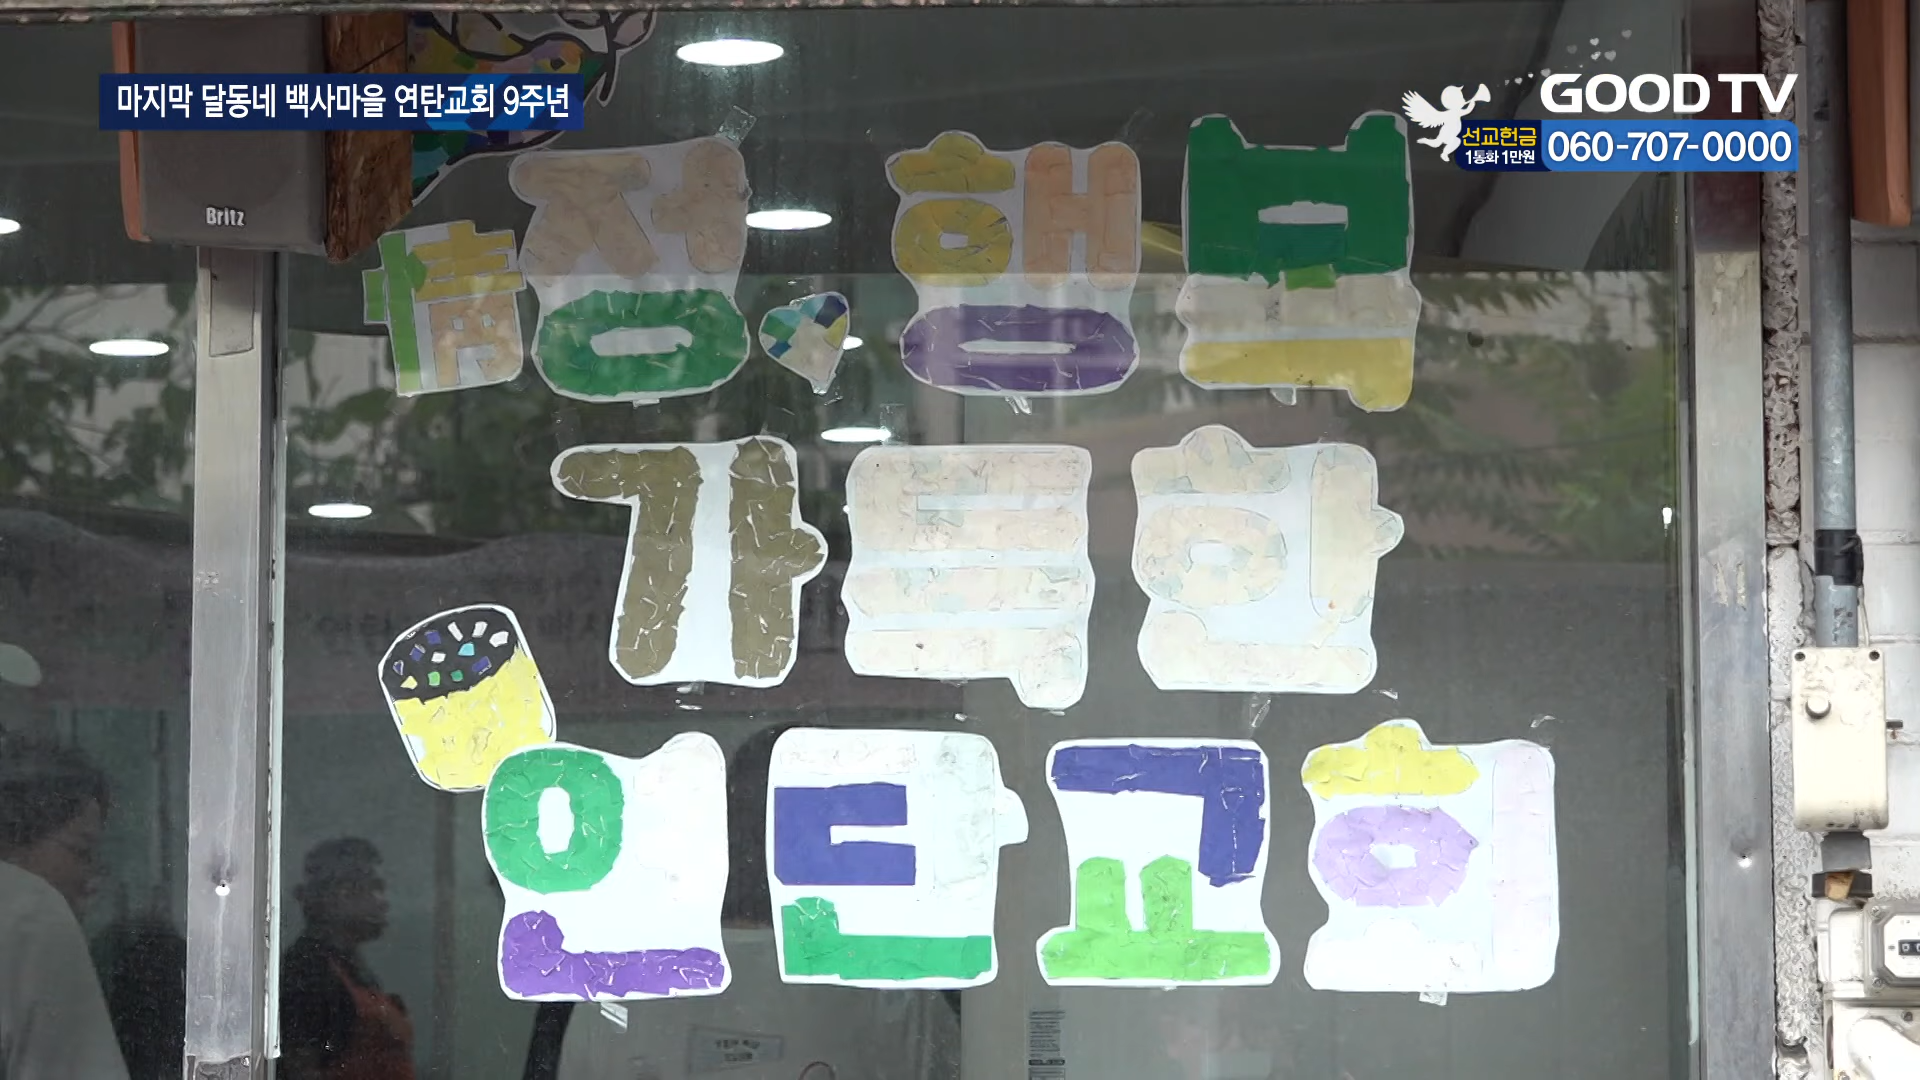 마지막 달동네 백사마을 연탄교회 9주년
GOOD TV
선교헌금
1통화 1만원
060-707-0000
Britz
情 정, 행복
가득한
연탄교회